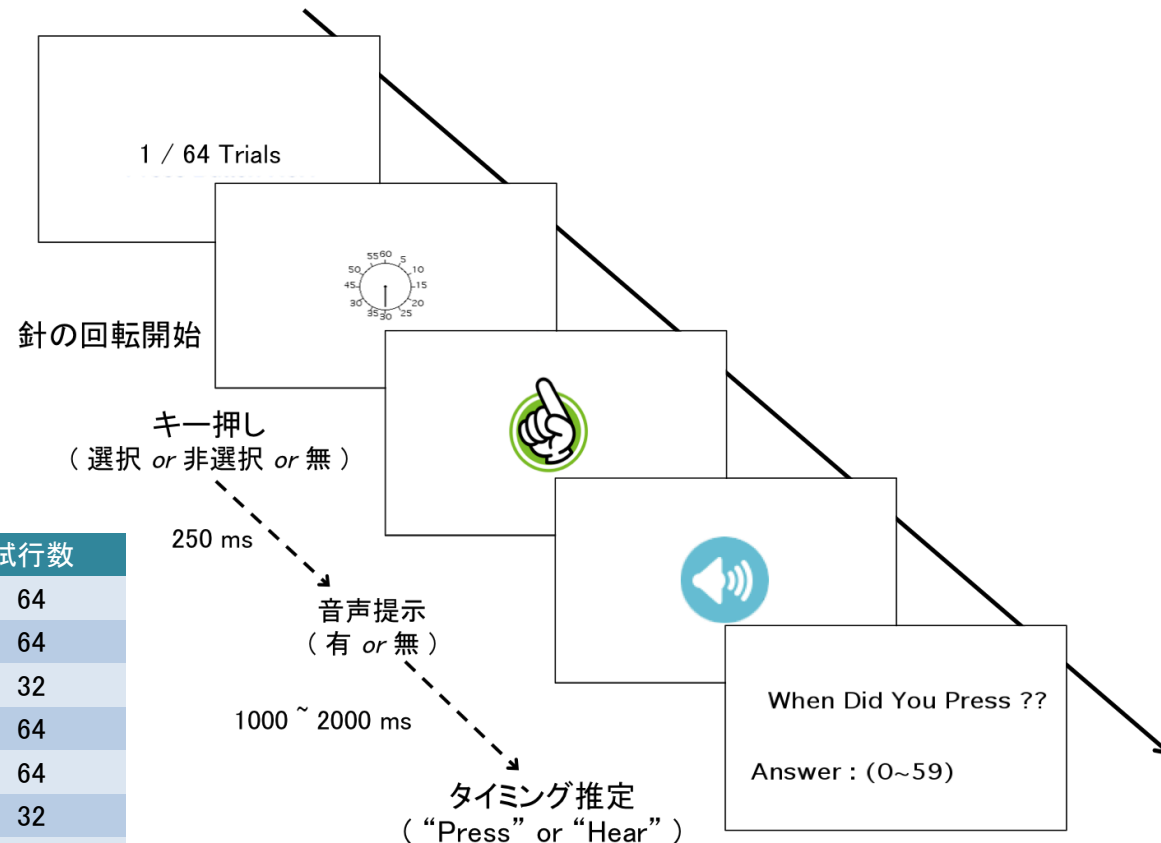 1 / 64 Trials
55 60 5
50 10
45 15
30 20
35 30 25
針の回転開始
キー押し
( 選択 or 非選択 or 無 )
250 ms
試行数
64
64
32
64
64
32
音声提示
( 有 or 無 )
1000 ~ 2000 ms
When Did You Press ??
Answer : (0~59)
タイミング推定
( “Press” or “Hear” )